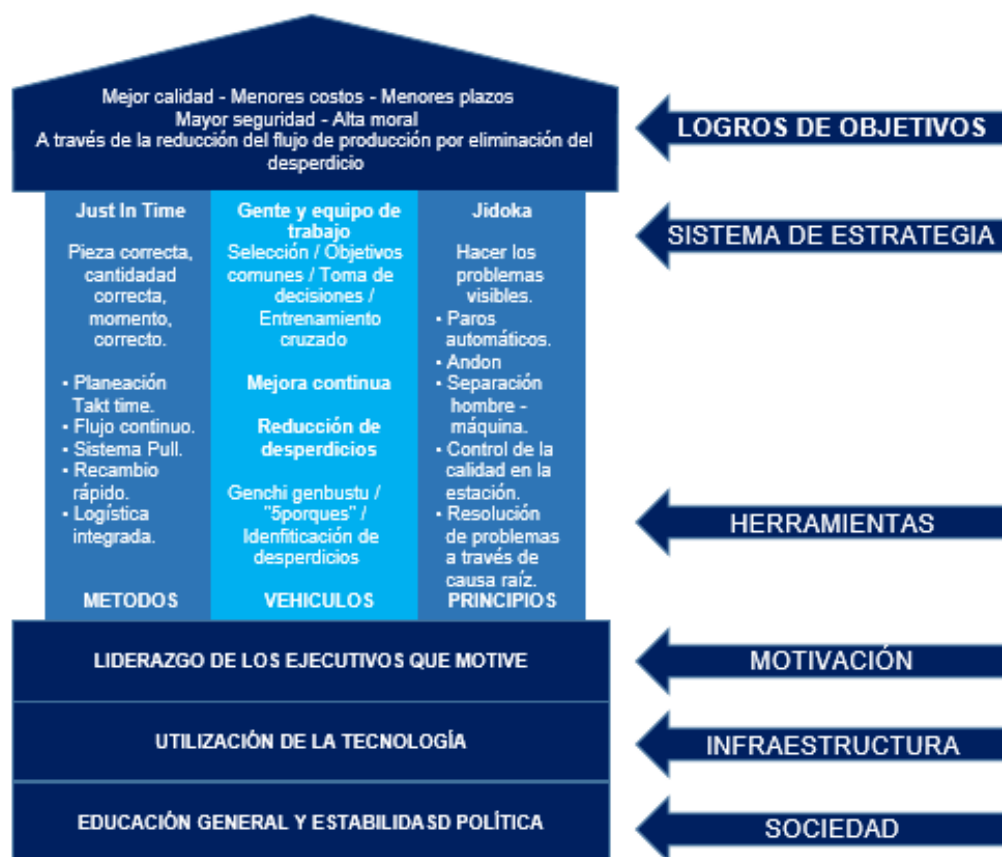 Mejor calidad - Menores costos - Menores plazos
Mayor seguridad - Alta moral
A través de la reducción del flujo de producción por eliminación del
desperdicio
LOGROS DE OBJETIVOS
SISTEMA DE ESTRATEGIA
Just In Time
Pieza correcta,
cantidadad
correcta,
momento,
correcto.
• Planeación
Takt time.
• Flujo continuo.
• Sistema Pull.
• Recambio
rápido.
• Logística
integrada.
METODOS
Gente y equipo de
trabajo
Selección / Objetivos
comunes / Toma de
decisiones /
Entrenamiento
cruzado
Mejora continua
Reducción de
desperdicios
Genchi genbustu /
"5porques" /
Idenfiticación de
desperdicios
VEHICULOS
Jidoka
Hacer los
problemas
visibles.
• Paros
automáticos.
• Andon
• Separación
hombre -
máquina.
• Control de la
calidad en la
estación.
• Resolución
de problemas
a través de
causa raíz.
PRINCIPIOS
HERRAMIENTAS
LIDERAZGO DE LOS EJECUTIVOS QUE MOTIVE
MOTIVACIÓN
UTILIZACIÓN DE LA TECNOLOGÍA
INFRAESTRUCTURA
EDUCACIÓN GENERAL Y ESTABILIDASD POLÍTICA
SOCIEDAD